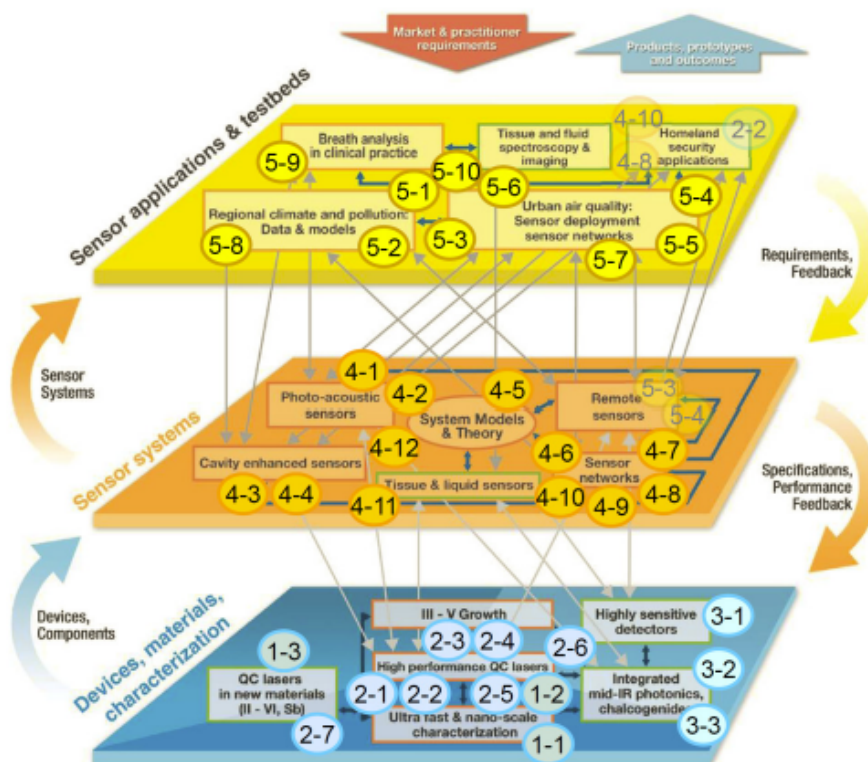 Market & practitioner
requirements
Products, prototypes
and outcomes
Sensor applications & testbeds
Breath analysis
in clinical practice
Tissue and fluid
spectroscopy &
imaging
4-10
Homeland
security
applications
2-2
4-8
5-9
5-10
5-1
5-6
5-4
Regional climate and pollution:
Data & models
Urban air quality:
Sensor deployment
sensor networks
5-8
5-2
5-3
5-7
5-5
Requirements,
Feedback
Sensor
Systems
Sensor systems
4-1
Photo-acoustic
sensors
4-2
4-5
System Models
& Theory
Remote
sensors
5-3
5-4
4-12
4-6
4-7
Cavity enhanced sensors
Tissue & liquid sensors
Sensor
networks
4-3
4-4
4-11
4-10
4-9
4-8
Specifications,
Performance
Feedback
Devices,
Components
Devices, materials,
characterization
III - V Growth
Highly sensitive
detectors
3-1
1-3
2-3
2-4
2-6
QC lasers
in new materials
(II - VI, Sb)
High performance QC lasers
Integrated
mid-IR photonics,
chalcogenide
3-2
2-1
2-2
2-5
1-2
3-3
2-7
Ultra fast & nano-scale
characterization
1-1